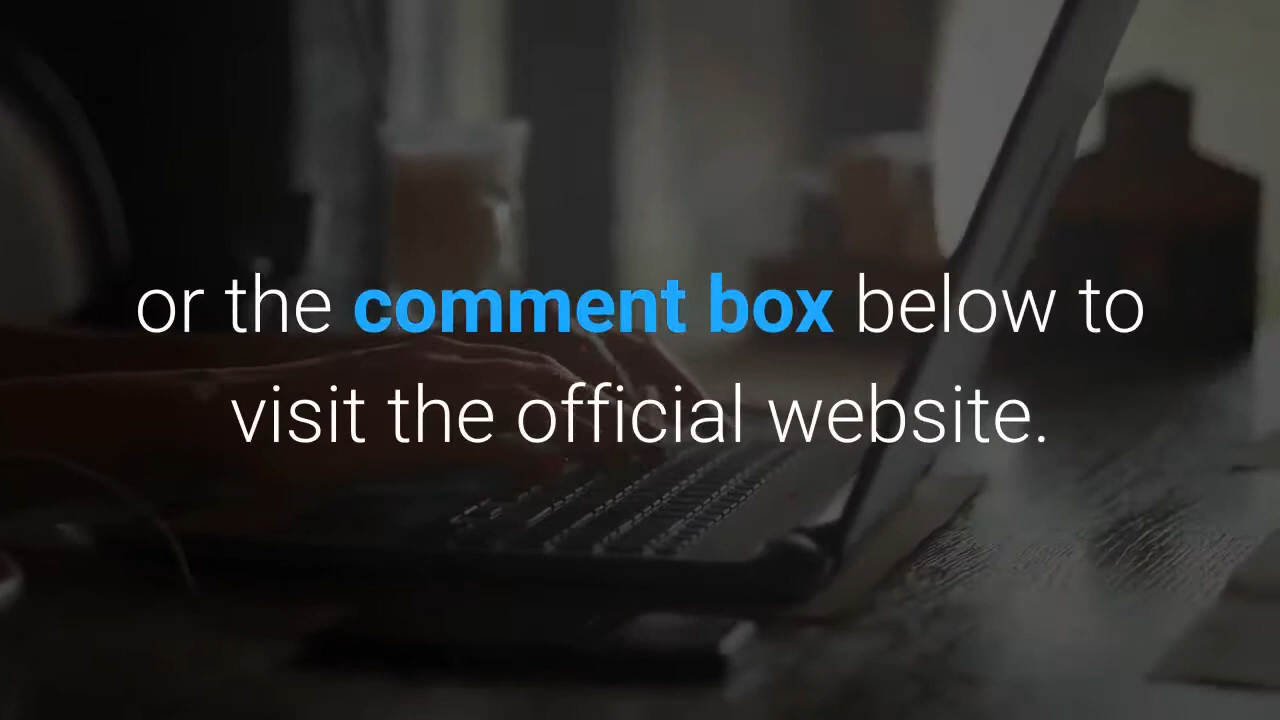 or the comment box below to
visit the official website.